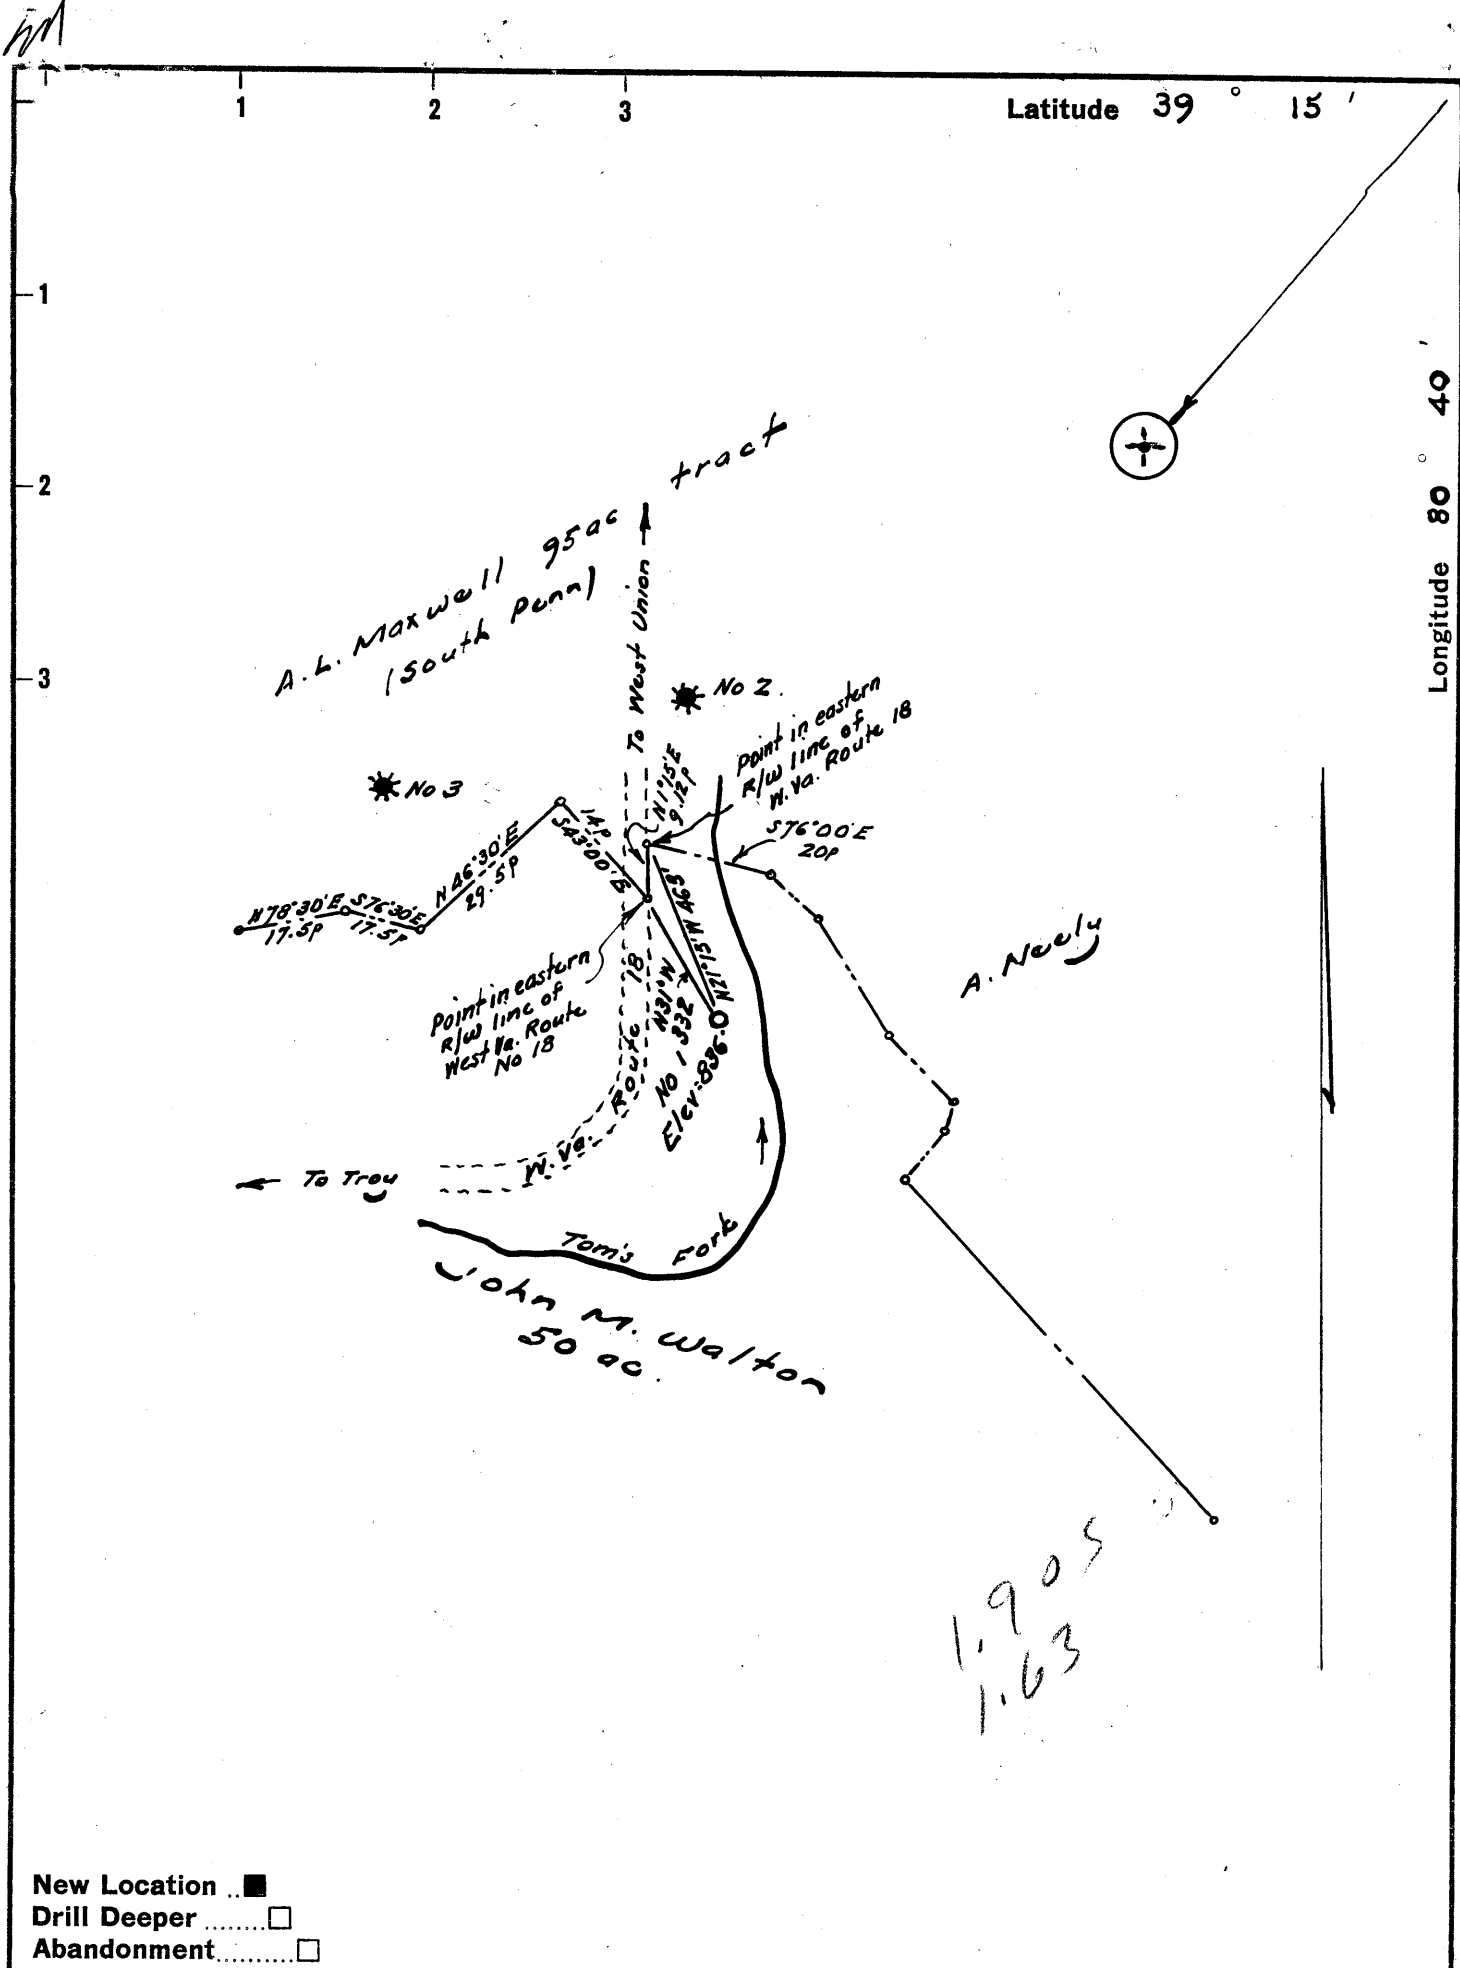 1 2 3 Latitude 39 ° 15 '
1
2
3
Longitude 80 ° 40 '
A.L. Maxwell 95 ac tract
(South Penn)
To West Union
No 2.
No 3
Point in eastern
R/W line of
W. Va. Route 18
N1°15'E
9.12P
S76°00'E
20P
14P
S43°00'E
N46°30'E
29.5P
N78°30'E
17.5P
S76°30'E
17.5P
Point in eastern
R/W line of
West Va. Route
No 18
N21°15'W
N31°W
332
No 1
Elev: 836
W. Va. Route 18
A. Neely
To Troy
Tom's Fork
John M. Walton
50 ac.
1.905
1.63
New Location ..■
Drill Deeper ........□
Abandonment..........□